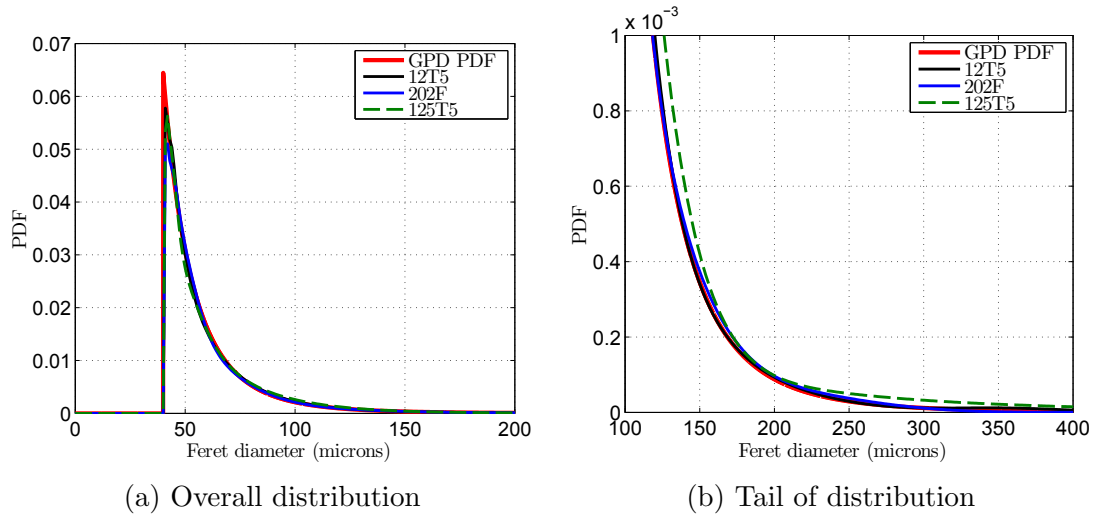 0.07
0.06
0.05
0.04
0.03
0.02
0.01
0
PDF
GPD PDF
12T5
202F
125T5
0 50 100 150 200
Feret diameter (microns)
(a) Overall distribution
1 x 10⁻³
0.8
0.6
0.4
0.2
0
PDF
GPD PDF
12T5
202F
125T5
100 150 200 250 300 350 400
Feret diameter (microns)
(b) Tail of distribution